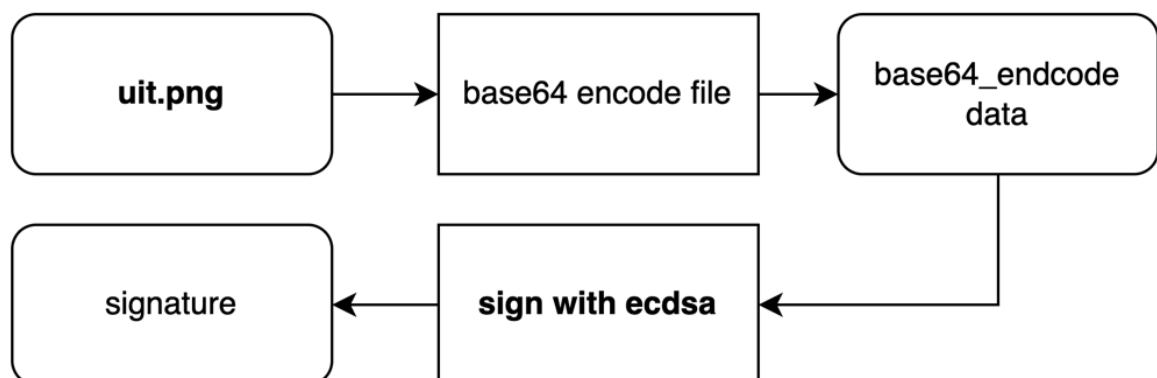 uit.png
base64 encode file
base64_endcode
data
sign with ecdsa
signature